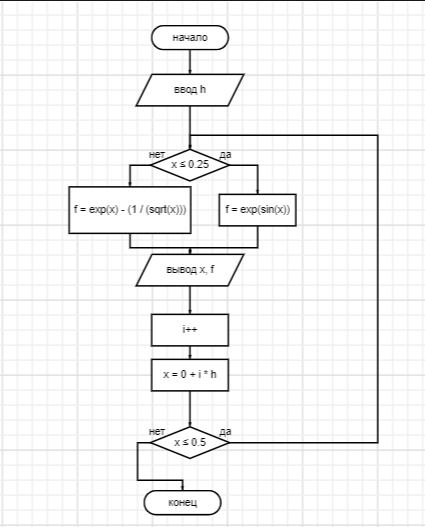 начало
ввод h
нет
да
x ≤ 0.25
f = exp(x) - (1 / (sqrt(x)))
f = exp(sin(x))
вывод x, f
i++
x = 0 + i * h
нет
да
x ≤ 0.5
конец